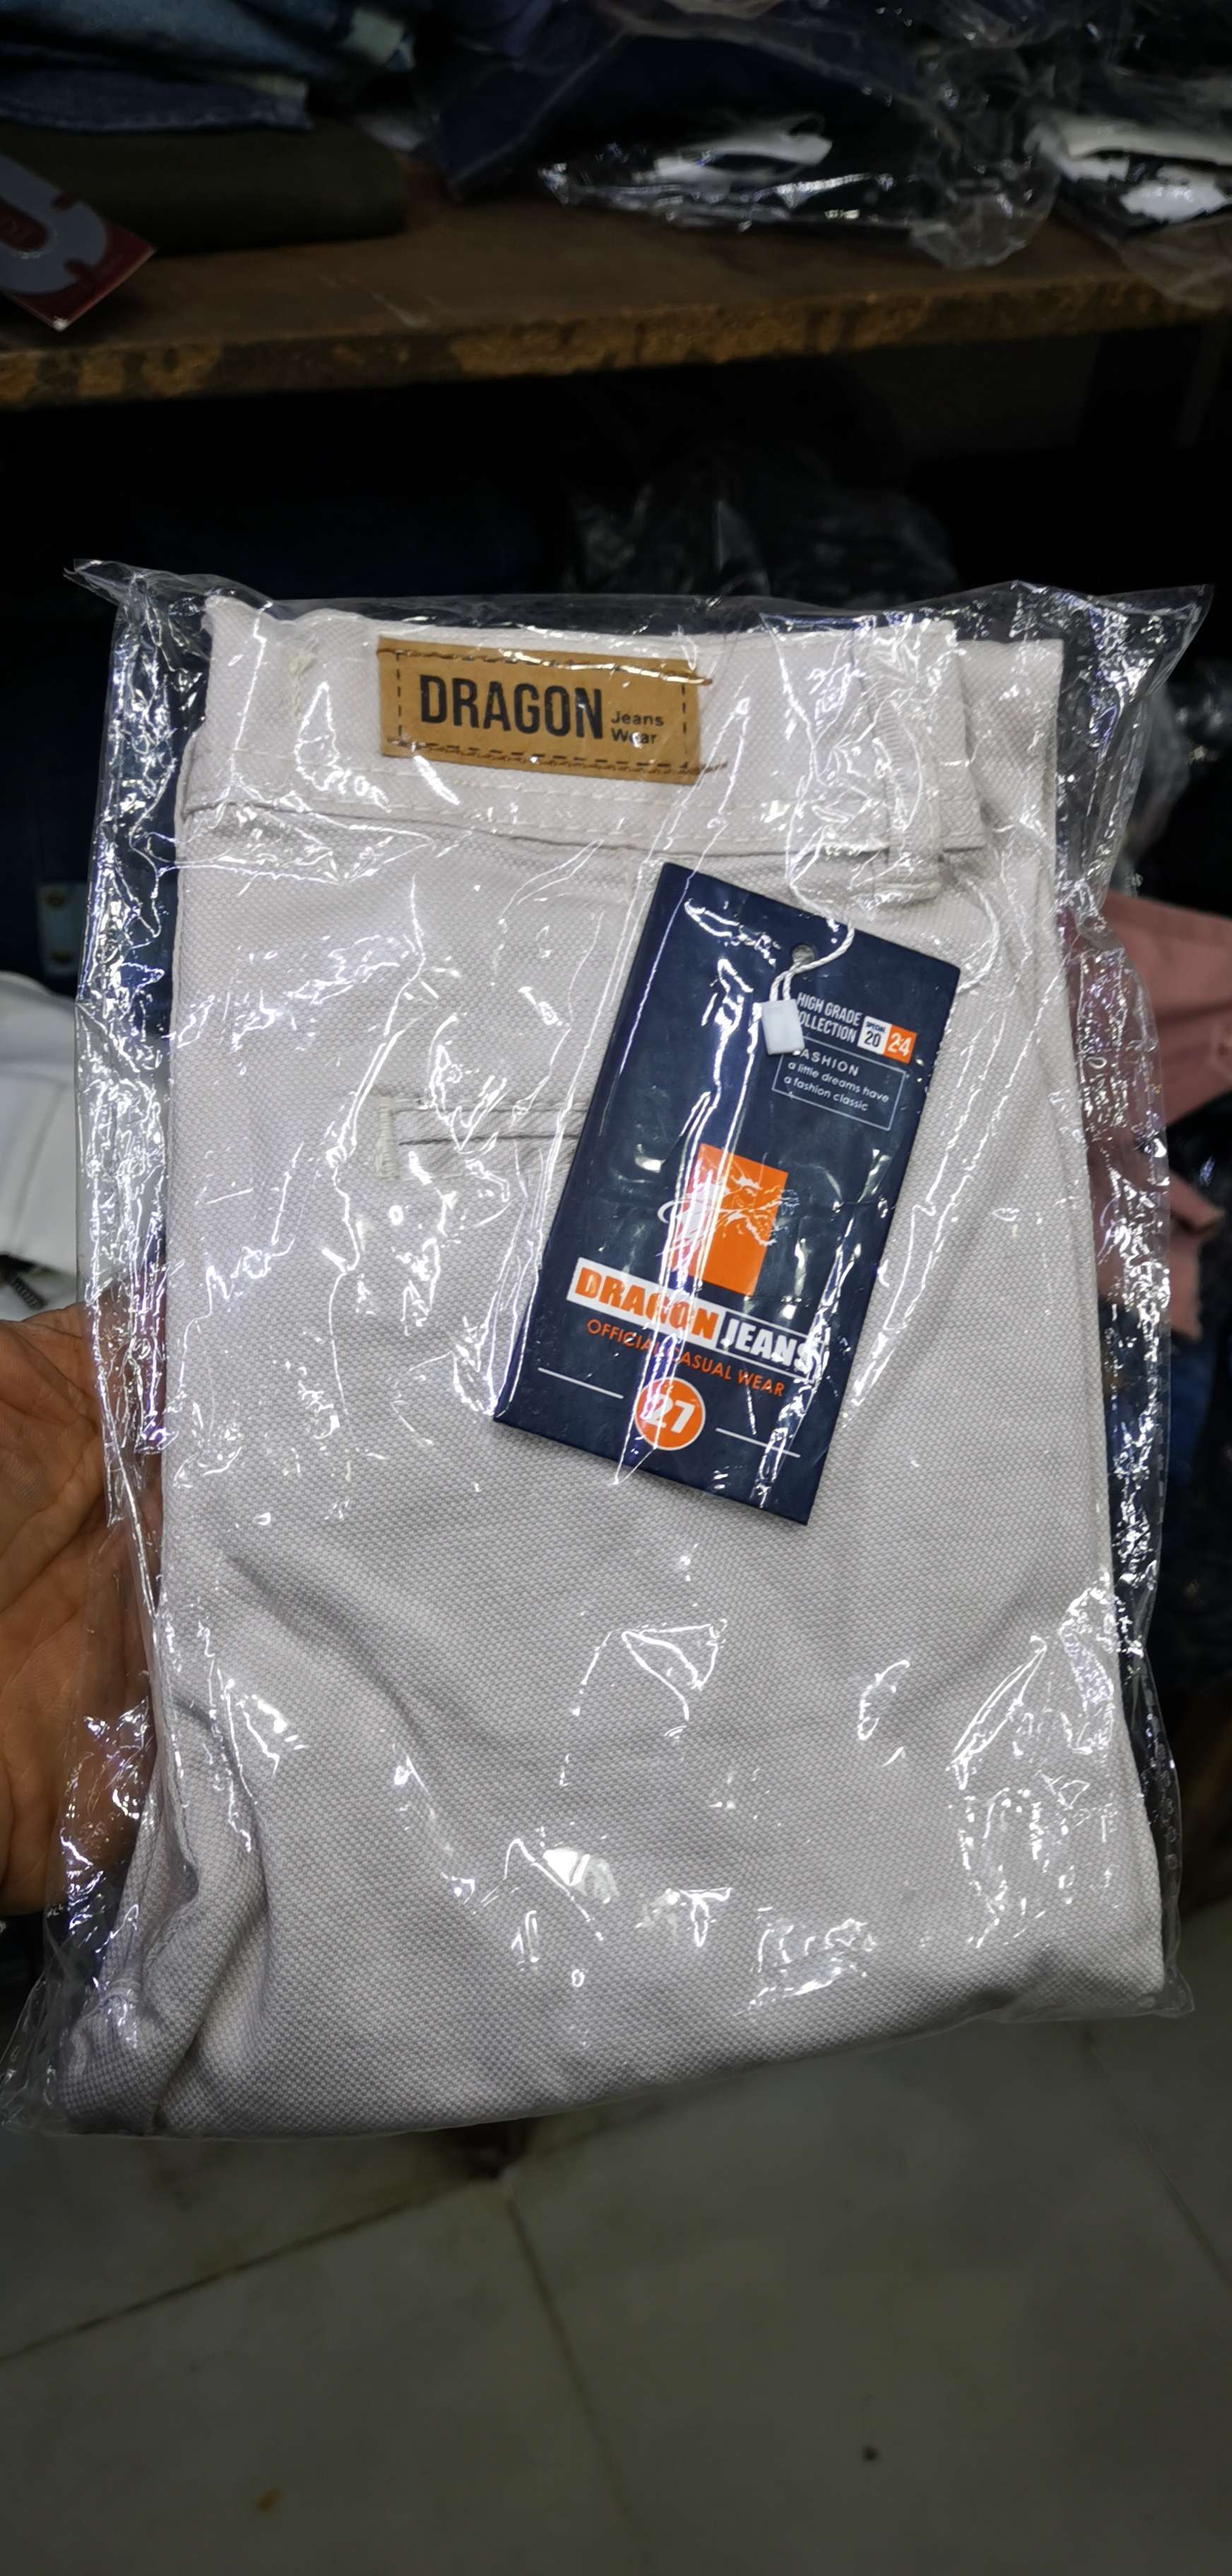 DRAGON Jeans
Wear
HIGH GRADE
COLLECTION
SPECIAL
20 24
FASHION
a little dreams have
a fashion classic
DRAGON JEANS
OFFICIAL CASUAL WEAR
27